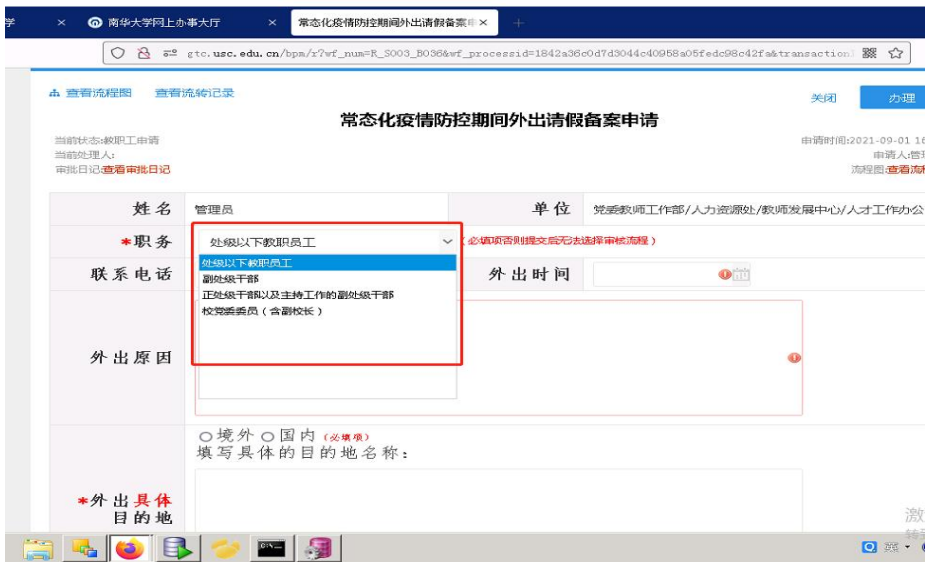 学 × 南华大学网上办事大厅 × 常态化疫情防控期间外出请假备案申 × +
gtc.usc.edu.cn/bpm/r?wf_num=R_S003_B036&wf_processid=1842a36c0d7d3044c40958a05fedc98c42fa&transaction
查看流程图 查看流转记录
关闭 办理
常态化疫情防控期间外出请假备案申请
当前状态:教职工申请
申请时间:2021-09-01 16
当前处理人:
申请人:管理
审批日记:查看审批日记
流程图:查看流程
姓名 管理员 单位 党委教师工作部/人力资源处/教师发展中心/人才工作办公
*职务 处级以下教职员工 (必填项否则提交后无法选择审核流程)
处级以下教职员工
联系电话 外出时间
副处级干部
正处级干部以及主持工作的副处级干部
校党委委员(含副校长)
外出原因
○境外 ○国内 (必填项)
填写具体的目的地名称:
*外出具体
目的地
激
转到
英